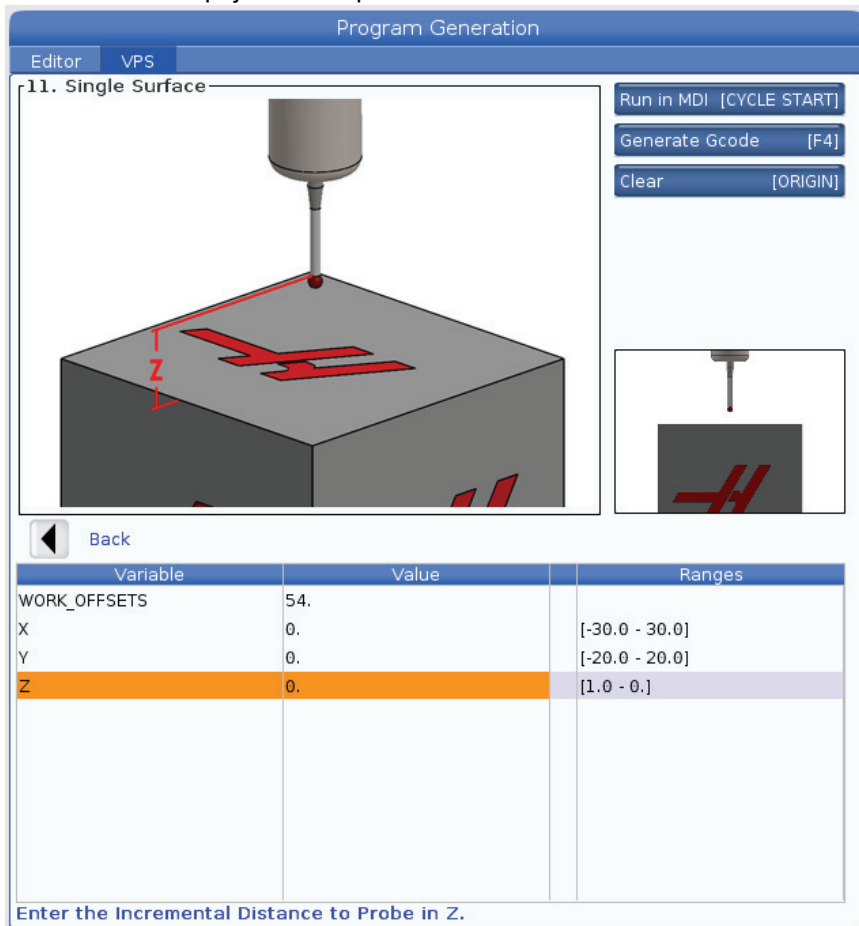 Program Generation
Editor VPS
11. Single Surface
Run in MDI [CYCLE START]
Generate Gcode [F4]
Clear [ORIGIN]
Z
Back
Variable Value Ranges
WORK_OFFSETS 54.
X 0. [-30.0 - 30.0]
Y 0. [-20.0 - 20.0]
Z 0. [1.0 - 0.]
Enter the Incremental Distance to Probe in Z.